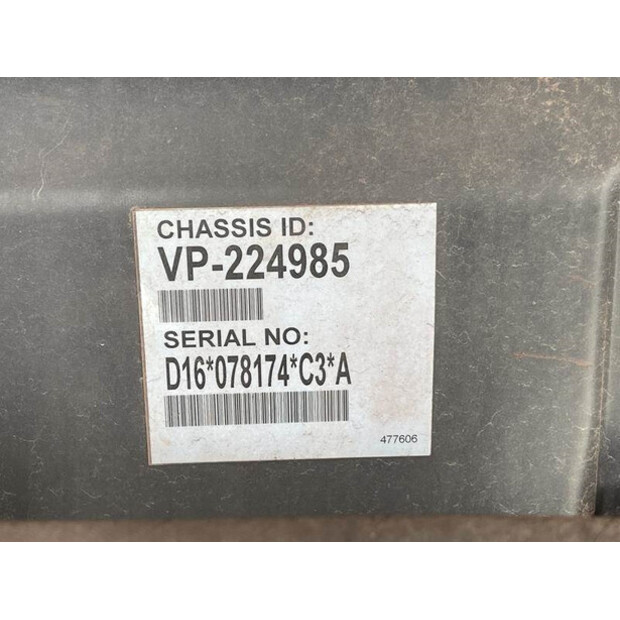 CHASSIS ID:
VP-224985
SERIAL NO:
D16*078174*C3*A
477606